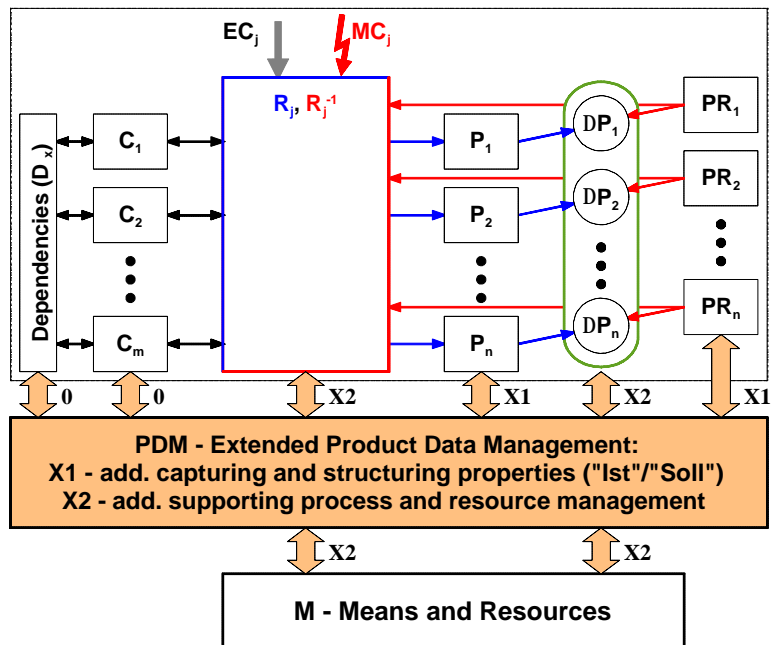 EC_j MC_j
R_j, R_j^-1
Dependencies (D_x)
C_1 P_1 DP_1 PR_1
C_2 P_2 DP_2 PR_2
C_m P_n DP_n PR_n
0 0 X2 X1 X2 X1
PDM - Extended Product Data Management:
X1 - add. capturing and structuring properties ("Ist"/"Soll")
X2 - add. supporting process and resource management
X2 X2
M - Means and Resources